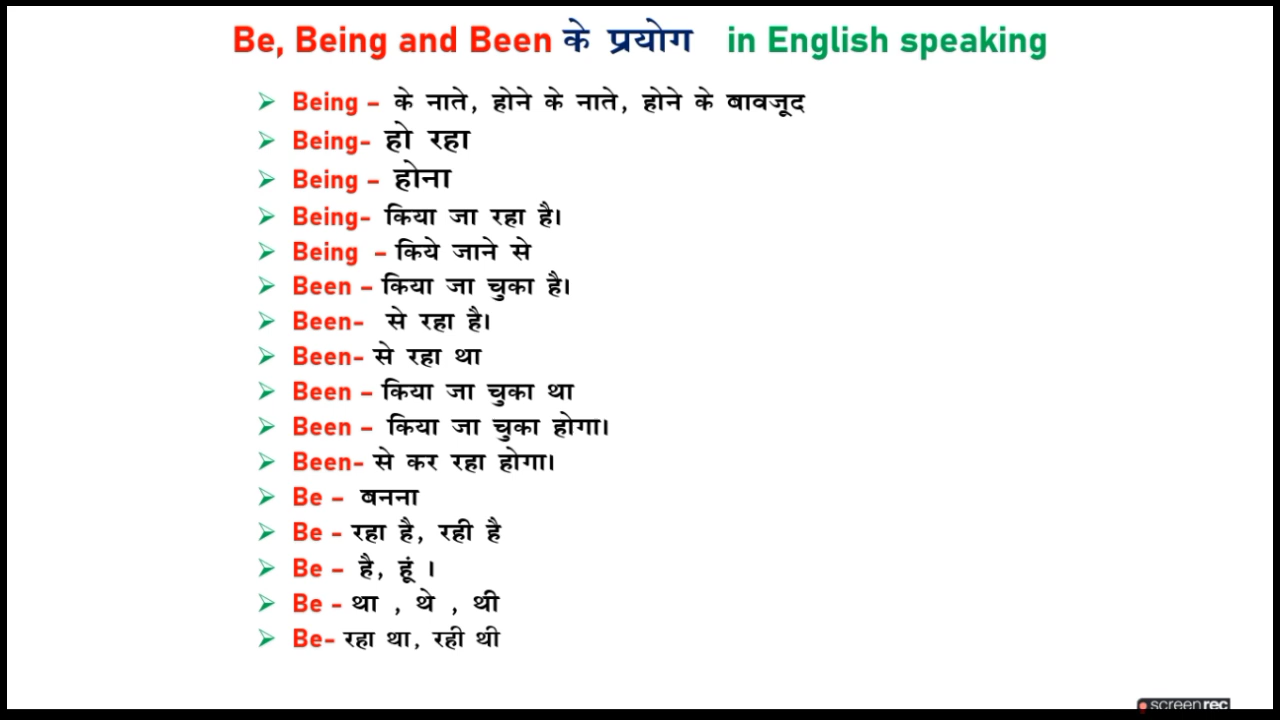 Be, Being and Been के प्रयोग in English speaking
Being – के नाते, होने के नाते, होने के बावजूद
Being- हो रहा
Being – होना
Being- किया जा रहा है।
Being – किये जाने से
Been – किया जा चुका है।
Been- से रहा है।
Been- से रहा था
Been – किया जा चुका था
Been – किया जा चुका होगा।
Been- से कर रहा होगा।
Be – बनना
Be - रहा है, रही है
Be – है, हूं ।
Be - था , थे , थी
Be- रहा था, रही थी
screenrec